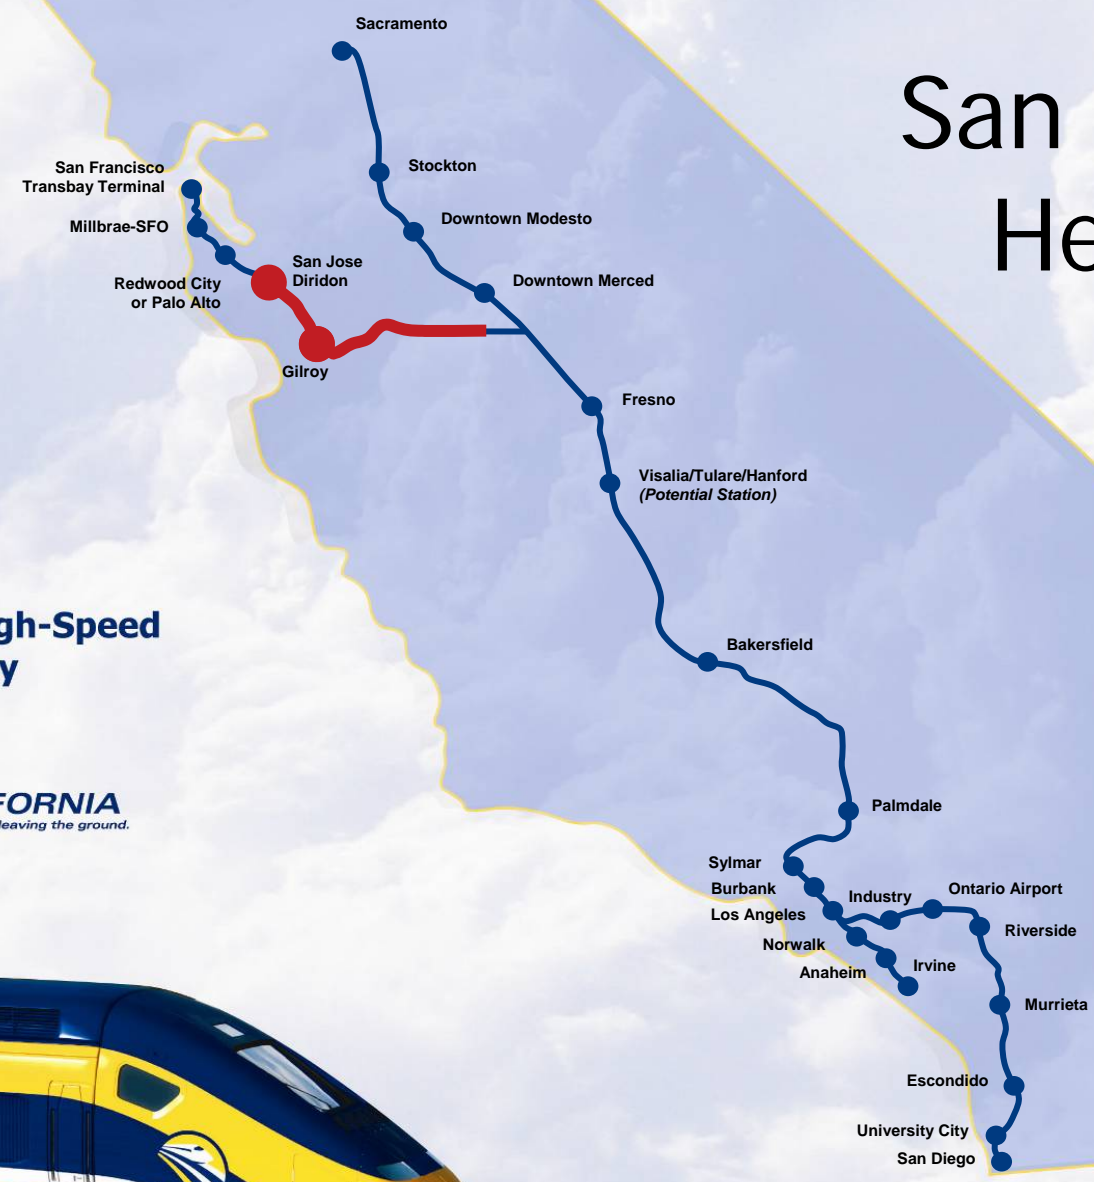 Sacramento
San
He
San Francisco
Transbay Terminal
Stockton
Millbrae-SFO
Downtown Modesto
San Jose
Diridon
Redwood City
or Palo Alto
Downtown Merced
Gilroy
Fresno
Visalia/Tulare/Hanford
(Potential Station)
gh-Speed
y
Bakersfield
FORNIA
leaving the ground.
Palmdale
Sylmar
Burbank
Los Angeles
Industry
Ontario Airport
Riverside
Norwalk
Anaheim
Irvine
Murrieta
Escondido
University City
San Diego